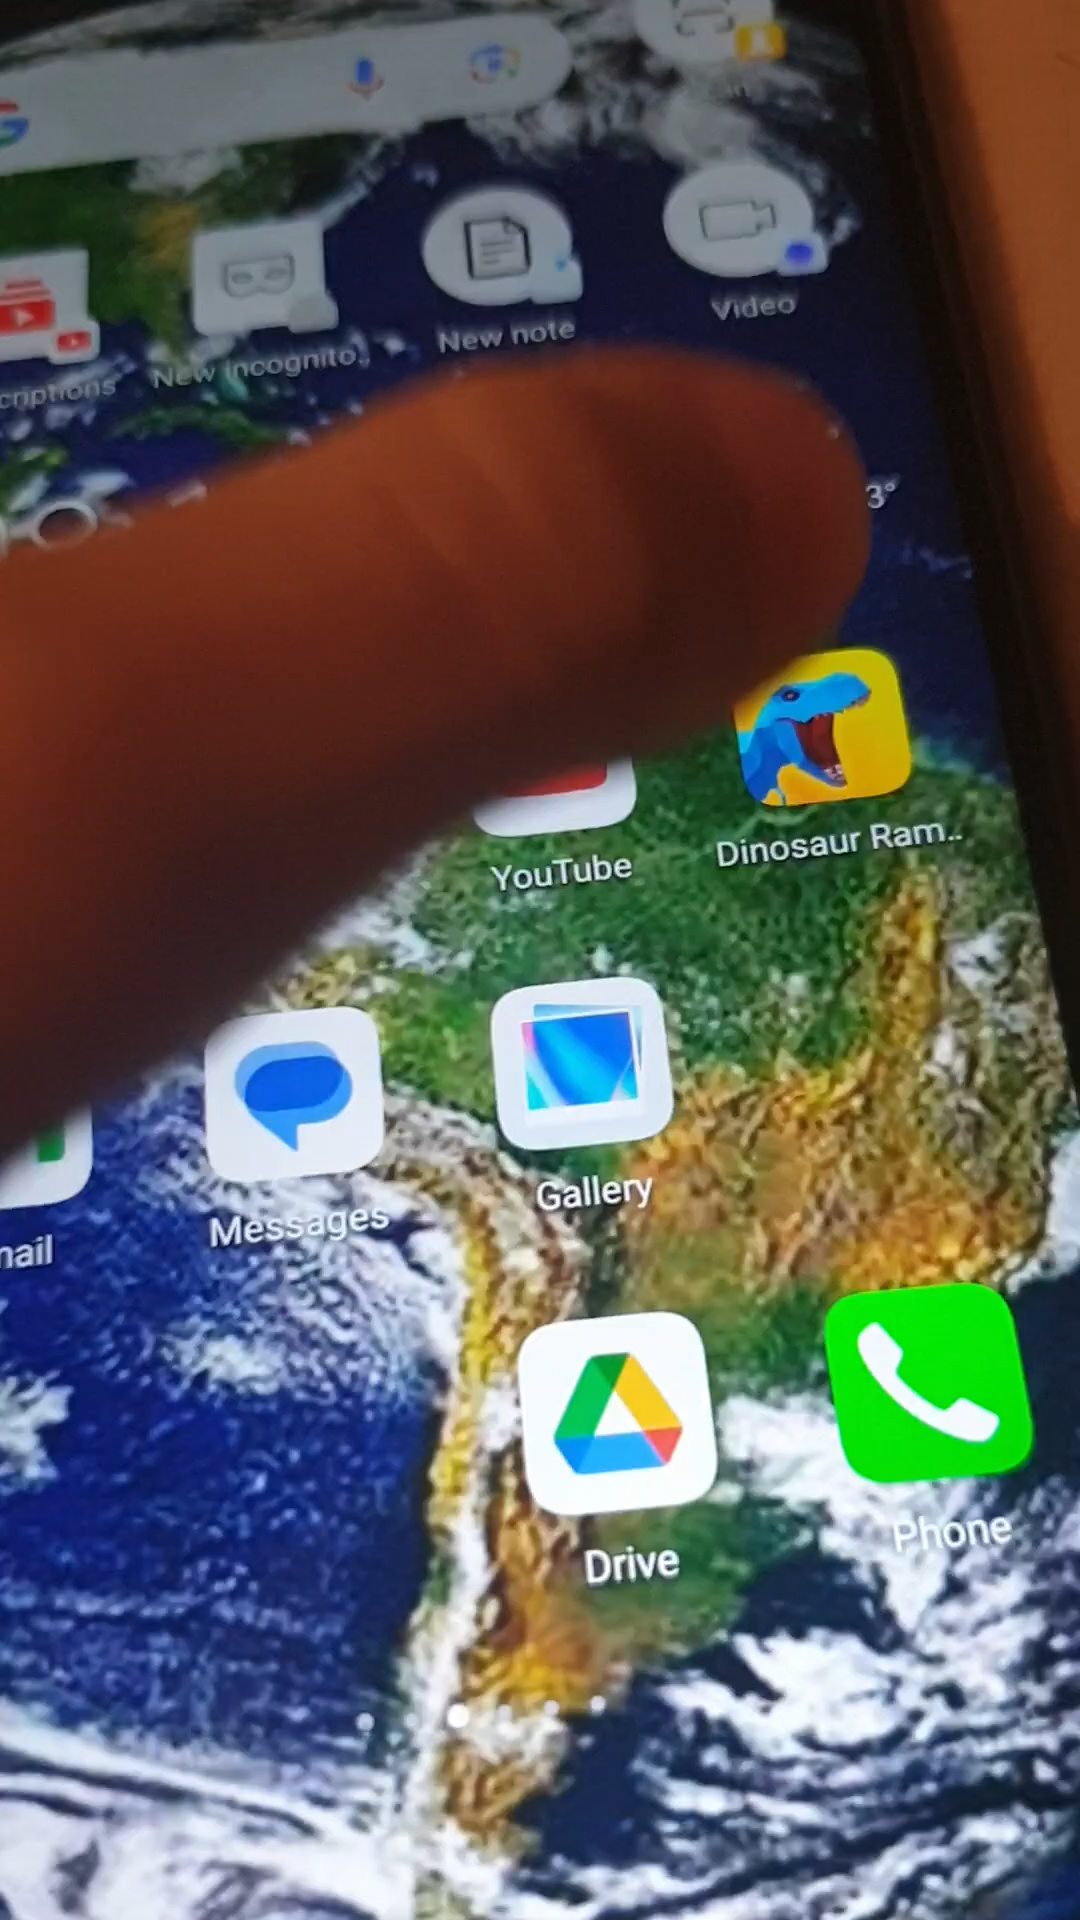 Video
New note
New incognito..
criptions
3°
YouTube
Dinosaur Ram..
Gallery
Messages
nail
Phone
Drive